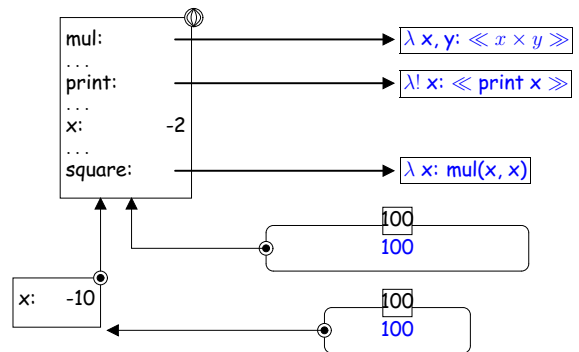 mul: λ x, y: ≪ x × y ≫
. . .
print: λ! x: ≪ print x ≫
. . .
x: -2
. . .
square: λ x: mul(x, x)
100
100
x: -10
100
100